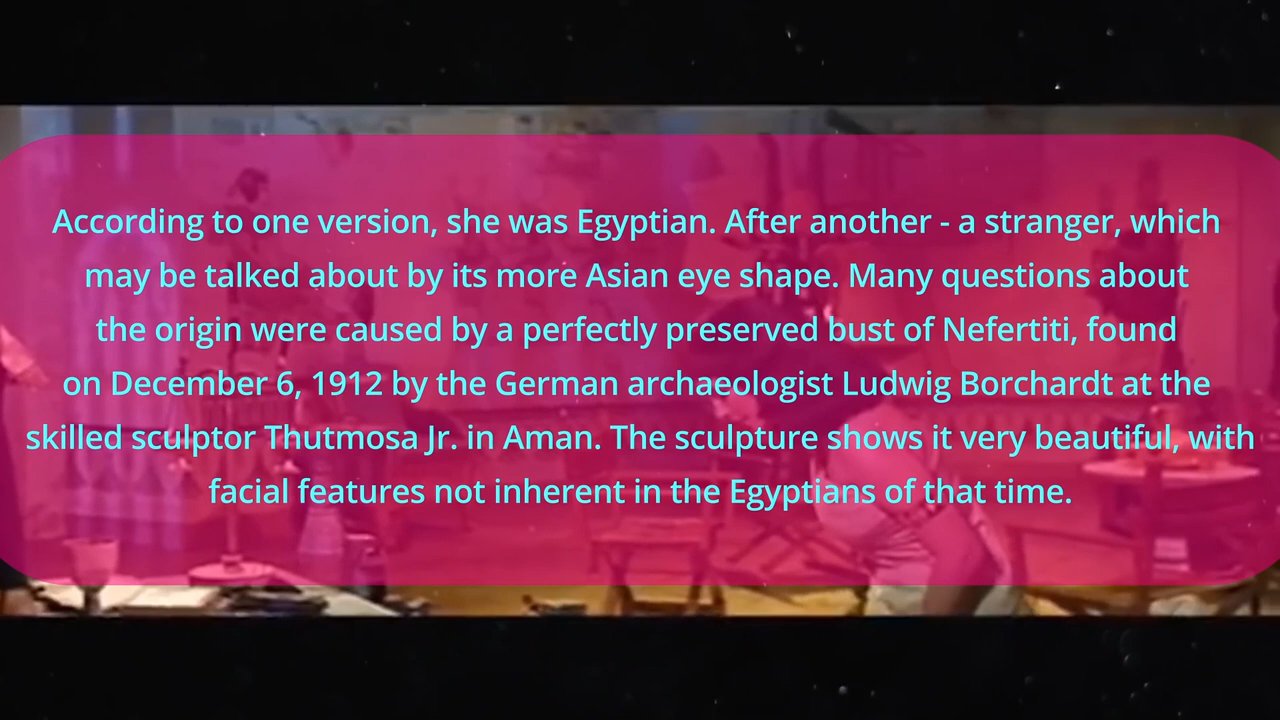 According to one version, she was Egyptian. After another - a stranger, which
may be talked about by its more Asian eye shape. Many questions about
the origin were caused by a perfectly preserved bust of Nefertiti, found
on December 6, 1912 by the German archaeologist Ludwig Borchardt at the
skilled sculptor Thutmosa Jr. in Aman. The sculpture shows it very beautiful, with
facial features not inherent in the Egyptians of that time.